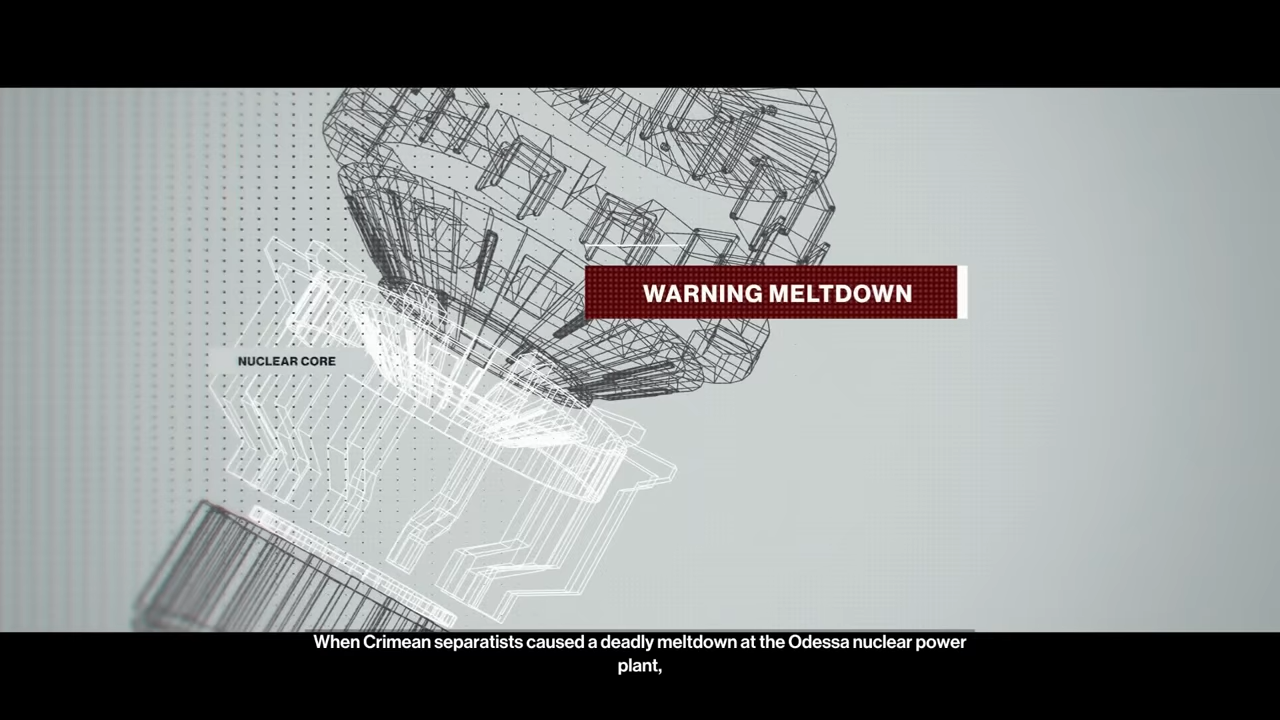 WARNING MELTDOWN
NUCLEAR CORE
When Crimean separatists caused a deadly meltdown at the Odessa nuclear power
plant,